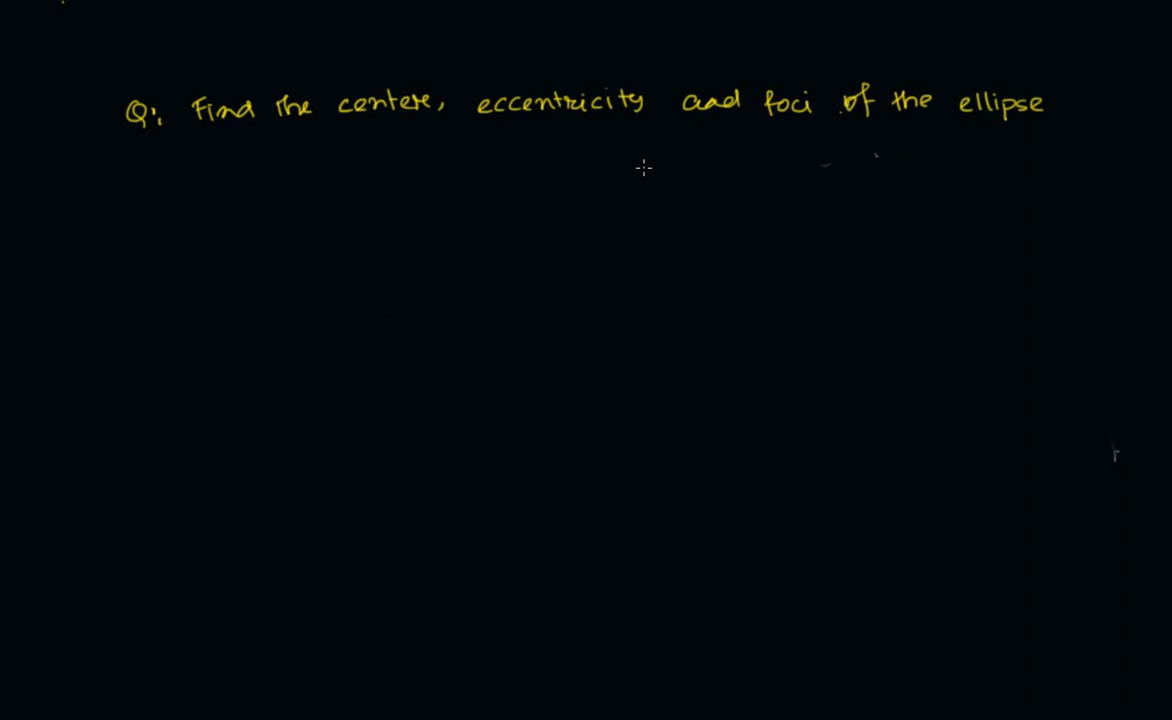 Q: Find the centere, eccentricity and foci of the ellipse